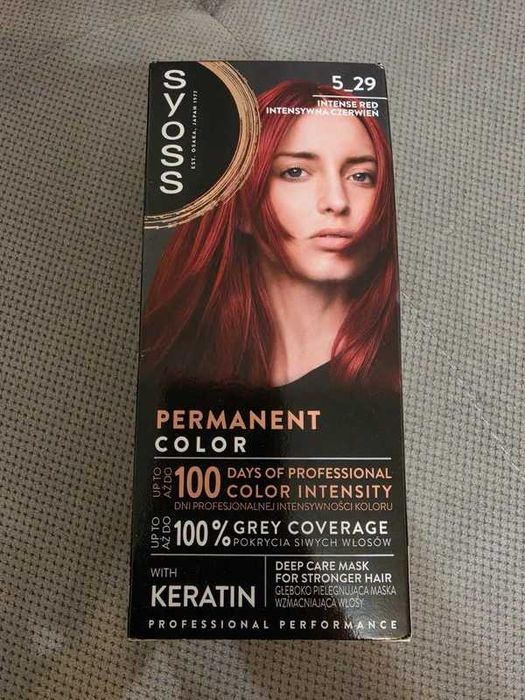 syoss
EST. OSAKA, JAPAN 1977
5_29
INTENSE RED
INTENSYWNA CZERWIEŃ
PERMANENT
COLOR
UP TO
AŻ DO
100
DAYS OF PROFESSIONAL
COLOR INTENSITY
DNI PROFESJONALNEJ INTENSYWNOŚCI KOLORU
UP TO
AŻ DO
100%
GREY COVERAGE
POKRYCIA SIWYCH WŁOSÓW
WITH
KERATIN
DEEP CARE MASK
FOR STRONGER HAIR
GŁĘBOKO PIELĘGNUJĄCA MASKA
WZMACNIAJĄCA WŁOSY
PROFESSIONAL PERFORMANCE